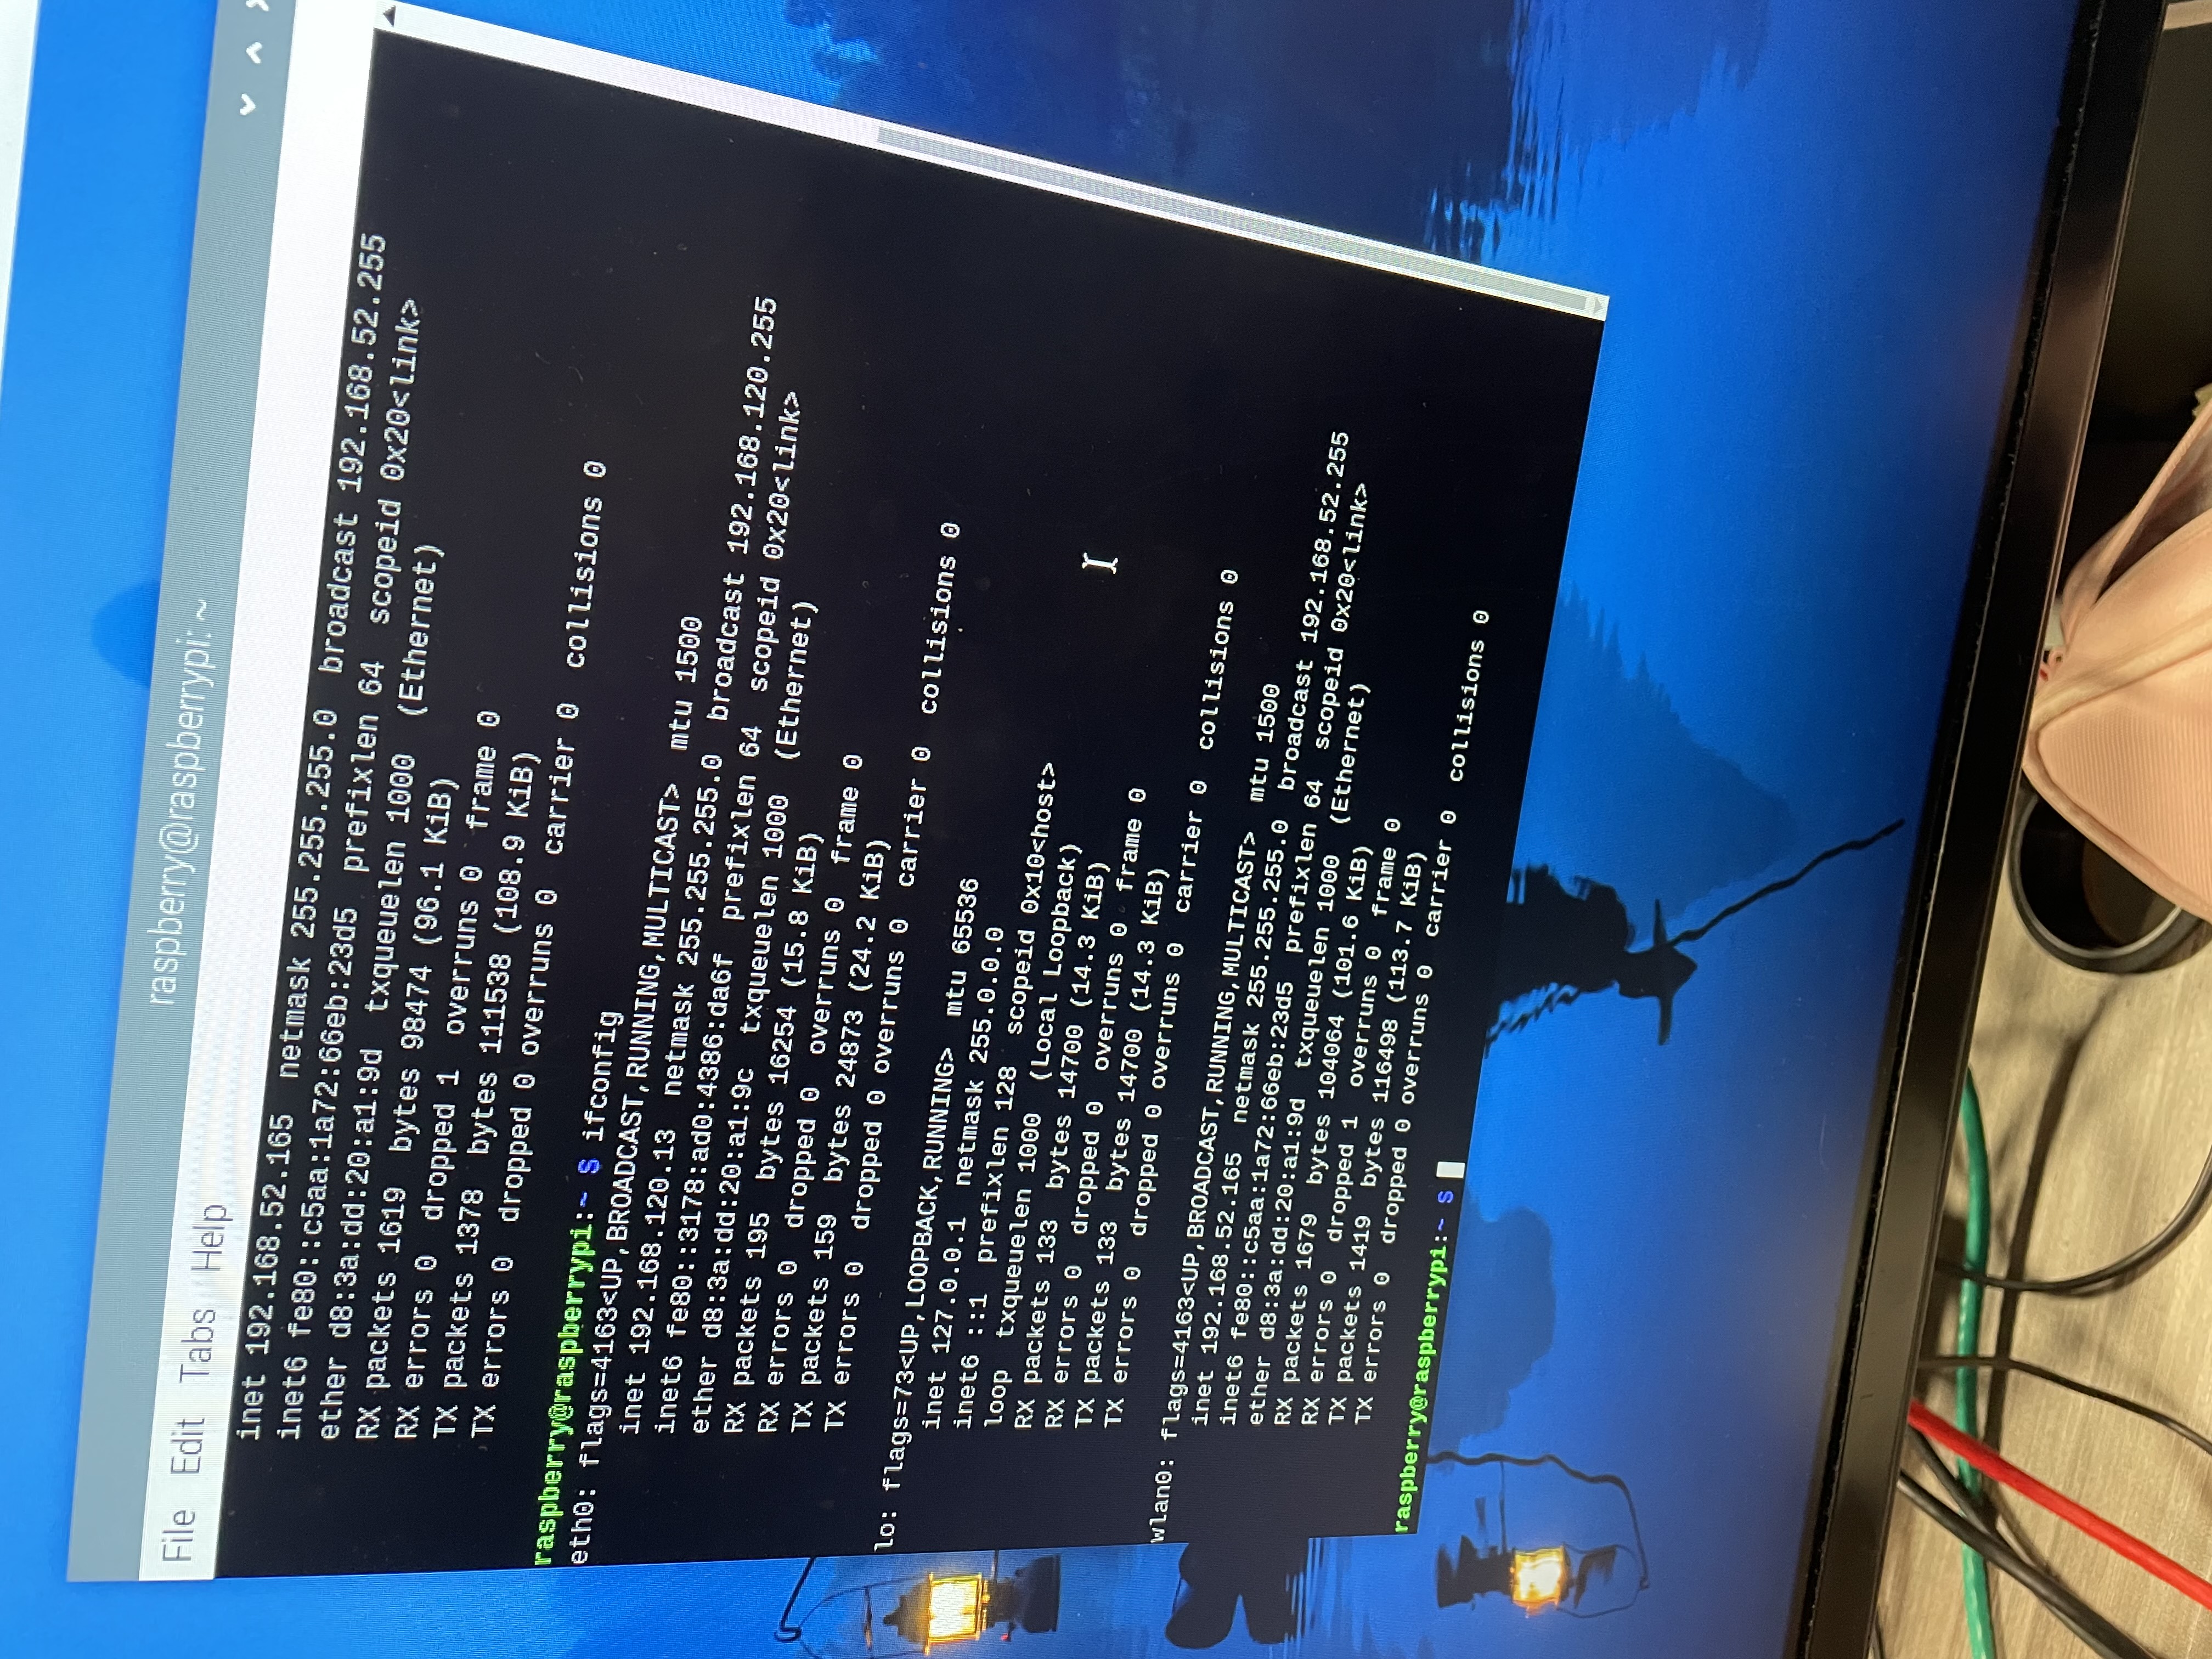 raspberry@raspberrypi: ~
File Edit Tabs Help
inet 192.168.52.165 netmask 255.255.255.0 broadcast 192.168.52.255
inet6 fe80::c5aa:1a72:66eb:23d5 prefixlen 64 scopeid 0x20<link>
ether d8:3a:dd:20:a1:9d txqueuelen 1000 (Ethernet)
RX packets 1619 bytes 98474 (96.1 KiB)
RX errors 0 dropped 1 overruns 0 frame 0
TX packets 1378 bytes 111538 (108.9 KiB)
TX errors 0 dropped 0 overruns 0 carrier 0 collisions 0
raspberry@raspberrypi:~ $ ifconfig
eth0: flags=4163<UP,BROADCAST,RUNNING,MULTICAST> mtu 1500
inet 192.168.120.13 netmask 255.255.255.0 broadcast 192.168.120.255
inet6 fe80::3178:ad0:4386:da6f prefixlen 64 scopeid 0x20<link>
ether d8:3a:dd:20:a1:9c txqueuelen 1000 (Ethernet)
RX packets 195 bytes 16254 (15.8 KiB)
RX errors 0 dropped 0 overruns 0 frame 0
TX packets 159 bytes 24873 (24.2 KiB)
TX errors 0 dropped 0 overruns 0 carrier 0 collisions 0
lo: flags=73<UP,LOOPBACK,RUNNING> mtu 65536
inet 127.0.0.1 netmask 255.0.0.0
inet6 ::1 prefixlen 128 scopeid 0x10<host>
loop txqueuelen 1000 (Local Loopback)
RX packets 133 bytes 14700 (14.3 KiB)
RX errors 0 dropped 0 overruns 0 frame 0
TX packets 133 bytes 14700 (14.3 KiB)
TX errors 0 dropped 0 overruns 0 carrier 0 collisions 0
wlan0: flags=4163<UP,BROADCAST,RUNNING,MULTICAST> mtu 1500
inet 192.168.52.165 netmask 255.255.255.0 broadcast 192.168.52.255
inet6 fe80::c5aa:1a72:66eb:23d5 prefixlen 64 scopeid 0x20<link>
ether d8:3a:dd:20:a1:9d txqueuelen 1000 (Ethernet)
RX packets 1679 bytes 104064 (101.6 KiB)
RX errors 0 dropped 1 overruns 0 frame 0
TX packets 1419 bytes 116498 (113.7 KiB)
TX errors 0 dropped 0 overruns 0 carrier 0 collisions 0
raspberry@raspberrypi:~ $